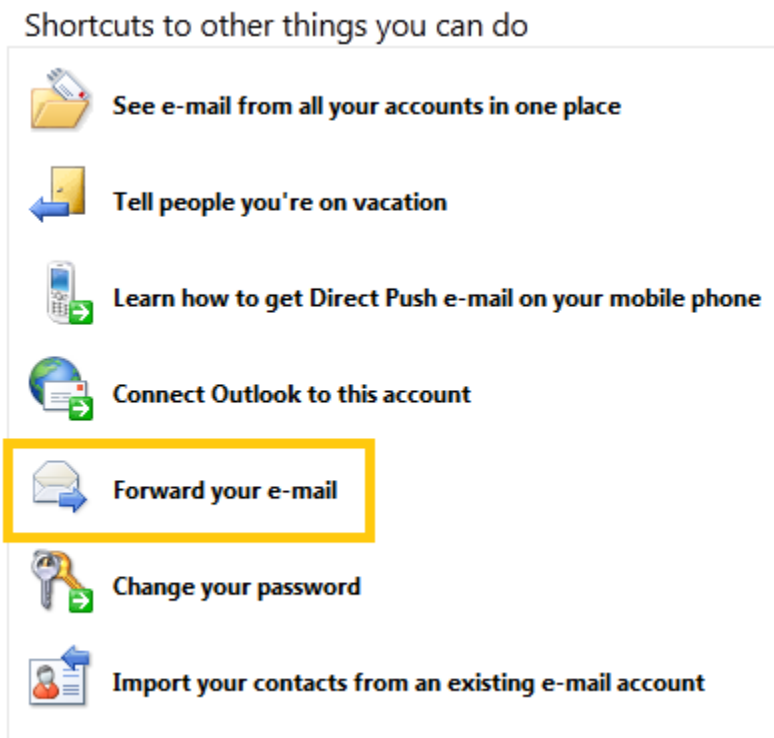 Shortcuts to other things you can do
See e-mail from all your accounts in one place
Tell people you're on vacation
Learn how to get Direct Push e-mail on your mobile phone
Connect Outlook to this account
Forward your e-mail
Change your password
Import your contacts from an existing e-mail account